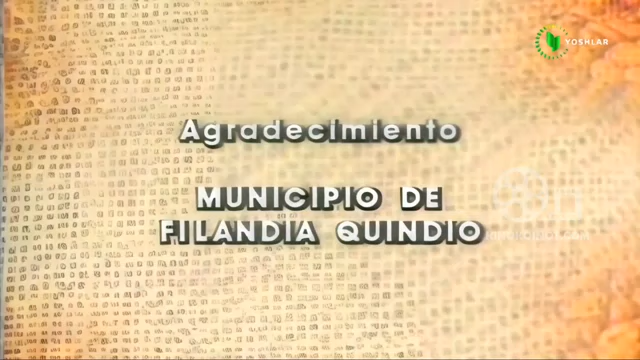 YOSHLAR
Agradecimiento
MUNICIPIO DE
FILANDIA QUINDIO